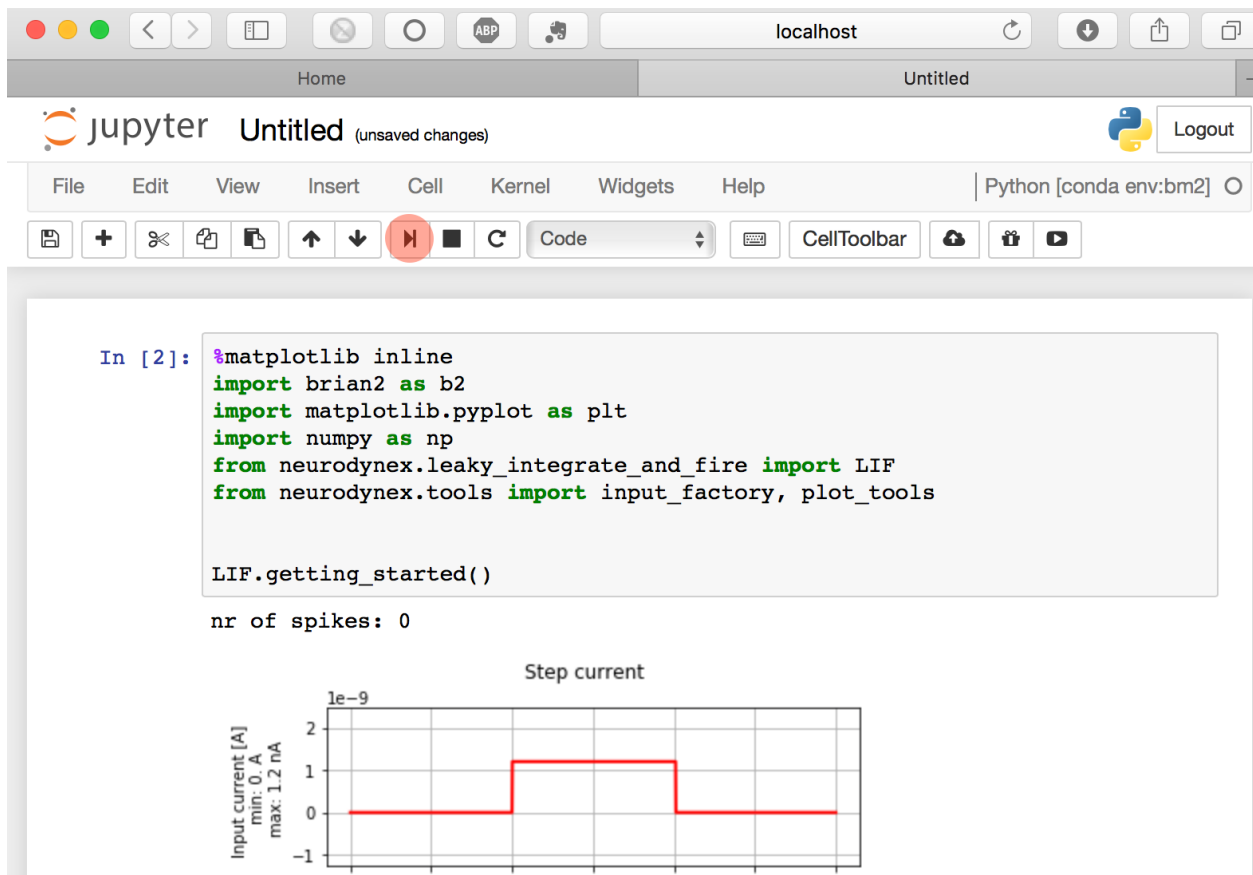 ABP
localhost
Home
Untitled
jupyter Untitled (unsaved changes)
Logout
File Edit View Insert Cell Kernel Widgets Help
Python [conda env:bm2]
Code
CellToolbar
In [2]:
%matplotlib inline
import brian2 as b2
import matplotlib.pyplot as plt
import numpy as np
from neurodynex.leaky_integrate_and_fire import LIF
from neurodynex.tools import input_factory, plot_tools
LIF.getting_started()
nr of spikes: 0
Step current
1e−9
Input current [A]
min: 0. A
max: 1.2 nA
2
1
0
−1